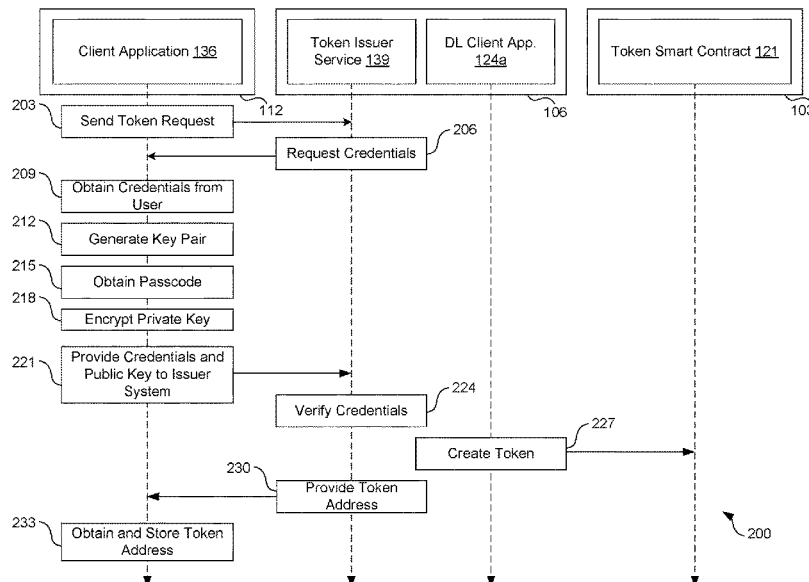 Client Application 136
Token Issuer
Service 139
DL Client App.
124a
Token Smart Contract 121
112
106
103
203
Send Token Request
206
Request Credentials
209
Obtain Credentials from
User
212
Generate Key Pair
215
Obtain Passcode
218
Encrypt Private Key
221
Provide Credentials and
Public Key to Issuer
System
224
Verify Credentials
227
Create Token
230
Provide Token
Address
233
Obtain and Store Token
Address
200